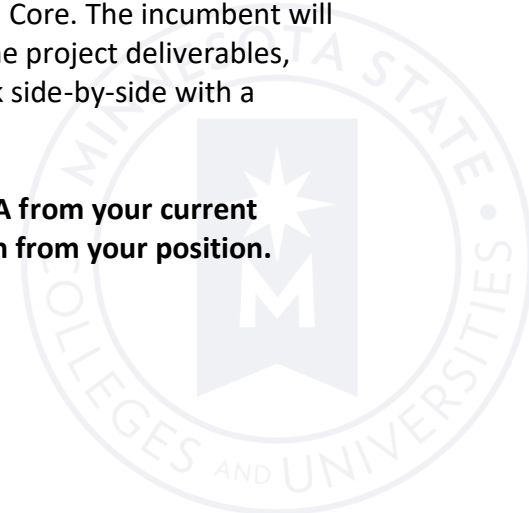 Core. The incumbent will
e project deliverables,
k side-by-side with a
A from your current
n from your position.
MINNESOTA STATE
COLLEGES AND UNIVERSITIES
M